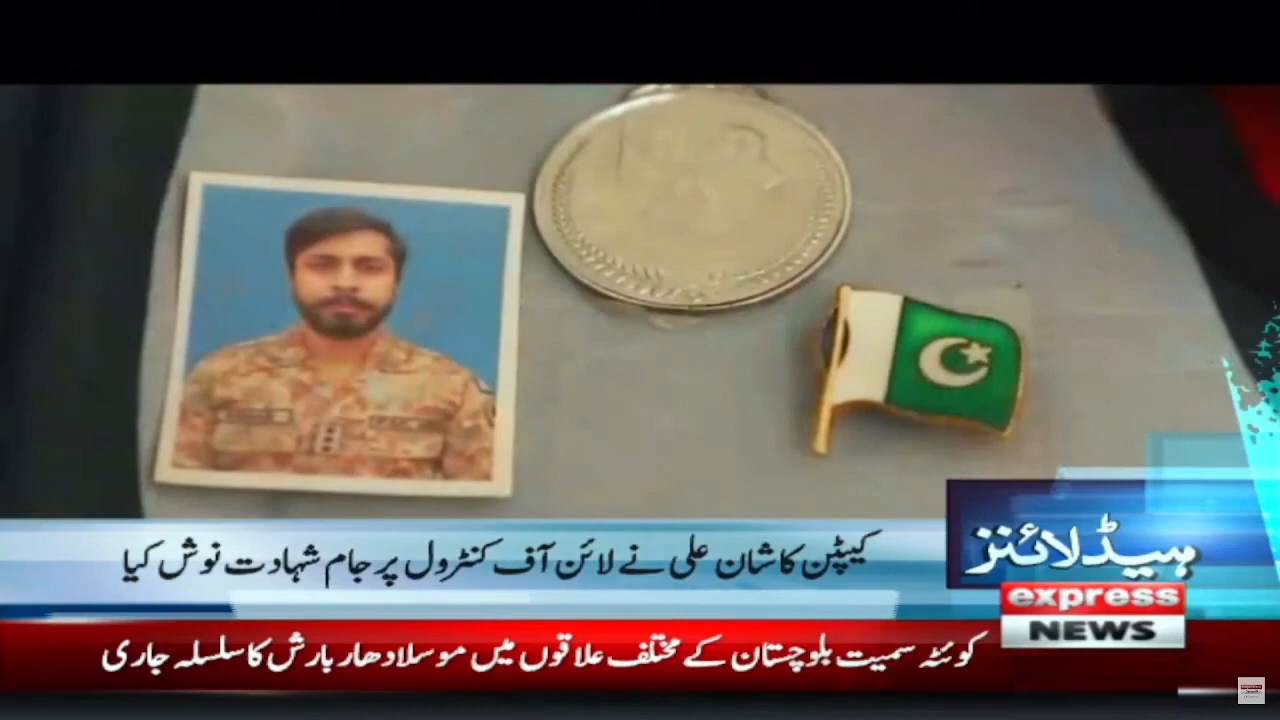 کیپٹن کاشان علی نے لائن آف کنٹرول پر جام شہادت نوش کیا
ہیڈلائنز
express
NEWS
کوئٹہ سمیت بلوچستان کے مختلف علاقوں میں موسلادھار بارش کا سلسلہ جاری